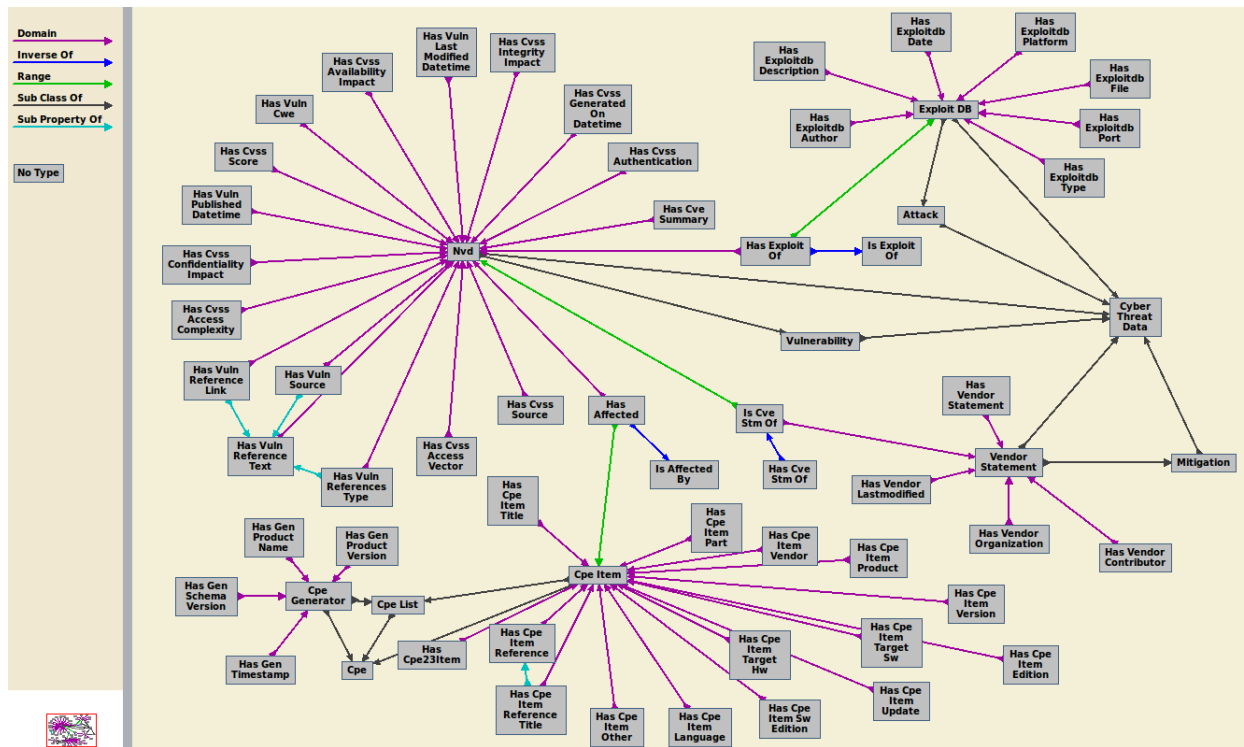 Domain
Inverse Of
Range
Sub Class Of
Sub Property Of
No Type
Has Vuln
Last
Modified
Datetime
Has Cvss
Integrity
Impact
Has Cvss
Availability
Impact
Has Vuln
Cwe
Has Cvss
Generated
On
Datetime
Has Cvss
Score
Has Cvss
Authentication
Has Vuln
Published
Datetime
Has Cve
Summary
Has Cvss
Confidentiality
Impact
Nvd
Has Cvss
Access
Complexity
Has Vuln
Reference
Link
Has Vuln
Source
Has Vuln
Reference
Text
Has Vuln
References
Type
Has Cvss
Access
Vector
Has Cvss
Source
Has
Affected
Is Affected
By
Is Cve
Stm Of
Has Cve
Stm Of
Has
Exploitdb
Description
Has
Exploitdb
Date
Has
Exploitdb
Platform
Has
Exploitdb
File
Exploit DB
Has
Exploitdb
Author
Has
Exploitdb
Port
Has
Exploitdb
Type
Attack
Has Exploit
Of
Is Exploit
Of
Cyber
Threat
Data
Vulnerability
Has
Vendor
Statement
Vendor
Statement
Mitigation
Has Vendor
Lastmodified
Has Vendor
Organization
Has Vendor
Contributor
Has
Cpe
Item
Title
Has
Cpe
Item
Part
Has Cpe
Item
Vendor
Has Cpe
Item
Product
Cpe Item
Has Cpe
Item
Version
Has Gen
Product
Name
Has Gen
Product
Version
Has Gen
Schema
Version
Cpe
Generator
Cpe List
Has Gen
Timestamp
Cpe
Has
Cpe23Item
Has Cpe
Item
Reference
Has Cpe
Item
Reference
Title
Has Cpe
Item
Other
Has Cpe
Item
Language
Has Cpe
Item Sw
Edition
Has Cpe
Item
Target
Hw
Has Cpe
Item
Target
Sw
Has Cpe
Item
Update
Has Cpe
Item
Edition